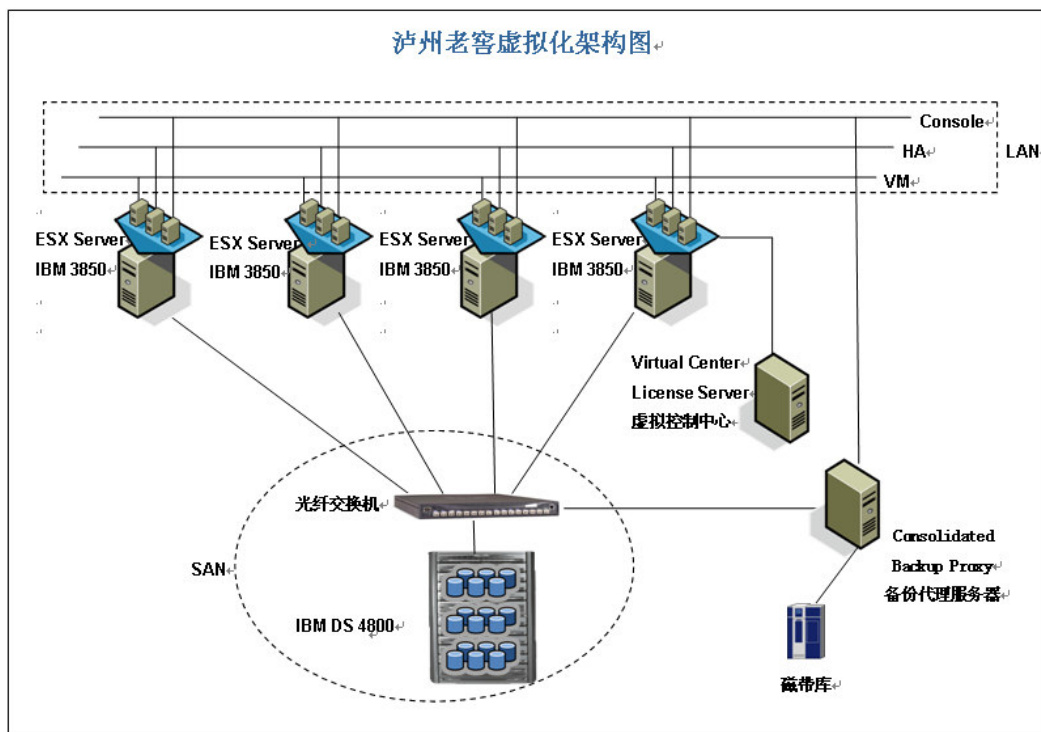 泸州老窖虚拟化架构图
Console
HA
LAN
VM
ESX Server
IBM 3850
ESX Server
IBM 3850
ESX Server
IBM 3850
ESX Server
IBM 3850
Virtual Center
License Server
虚拟控制中心
光纤交换机
SAN
IBM DS 4800
Consolidated
Backup Proxy
备份代理服务器
磁带库